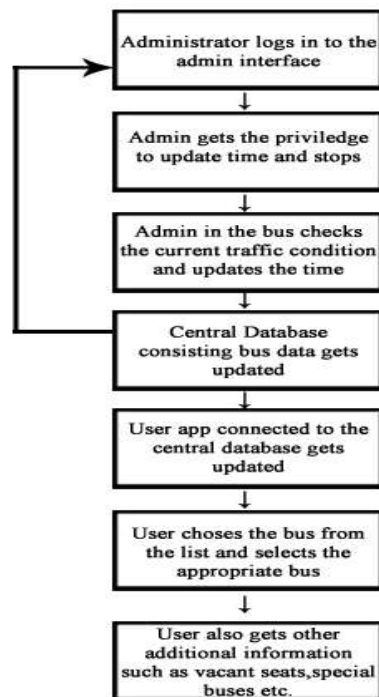 Administrator logs in to the
admin interface
Admin gets the priviledge
to update time and stops
Admin in the bus checks
the current traffic condition
and updates the time
Central Database
consisting bus data gets
updated
User app connected to the
central database gets
updated
User choses the bus from
the list and selects the
appropriate bus
User also gets other
additional information
such as vacant seats,special
buses etc.